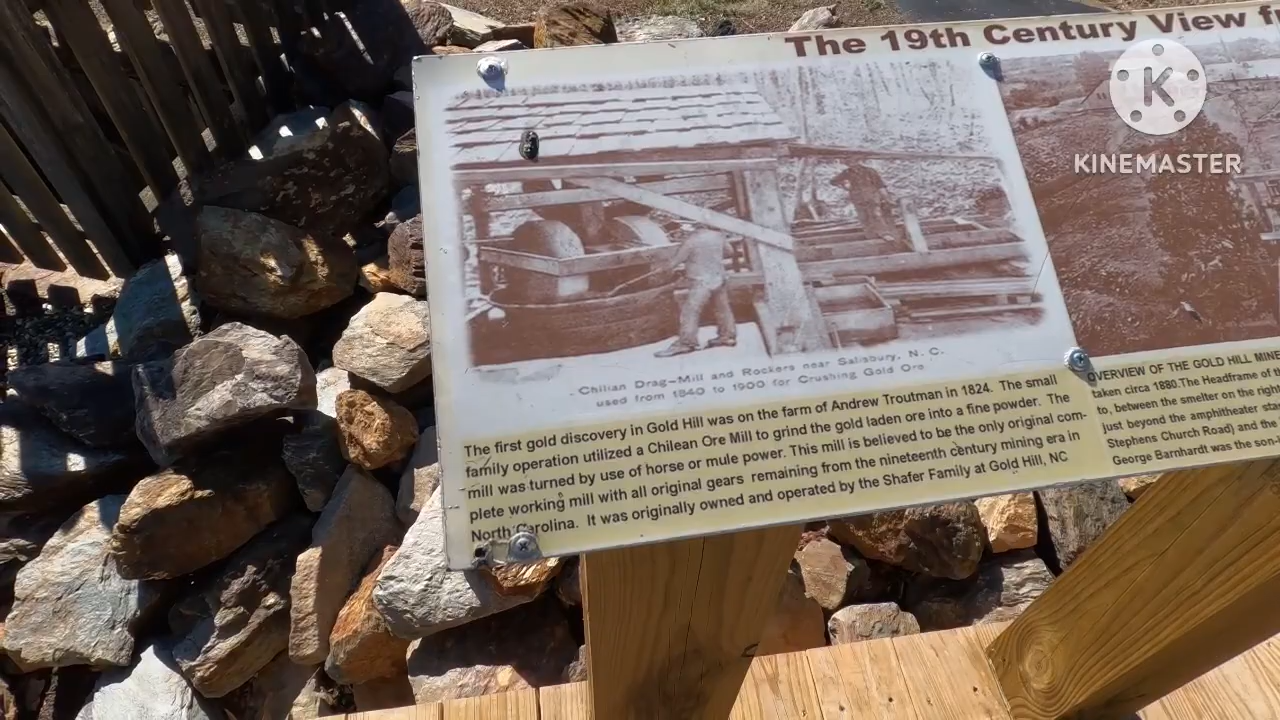 The 19th Century View f
K
KINEMASTER
Chilian Drag-Mill and Rockers near Salisbury, N. C.
used from 1840 to 1900 for Crushing Gold Ore
The first gold discovery in Gold Hill was on the farm of Andrew Troutman in 1824. The small
family operation utilized a Chilean Ore Mill to grind the gold laden ore into a fine powder. The
mill was turned by use of horse or mule power. This mill is believed to be the only original com-
plete working mill with all original gears remaining from the nineteenth century mining era in
North Carolina. It was originally owned and operated by the Shafer Family at Gold Hill, NC
OVERVIEW OF THE GOLD HILL MINE
taken circa 1880. The Headframe of
to, between the smelter on the right
just beyond the amphitheater
Stephens Church Road) and the
George Barnhardt was the son